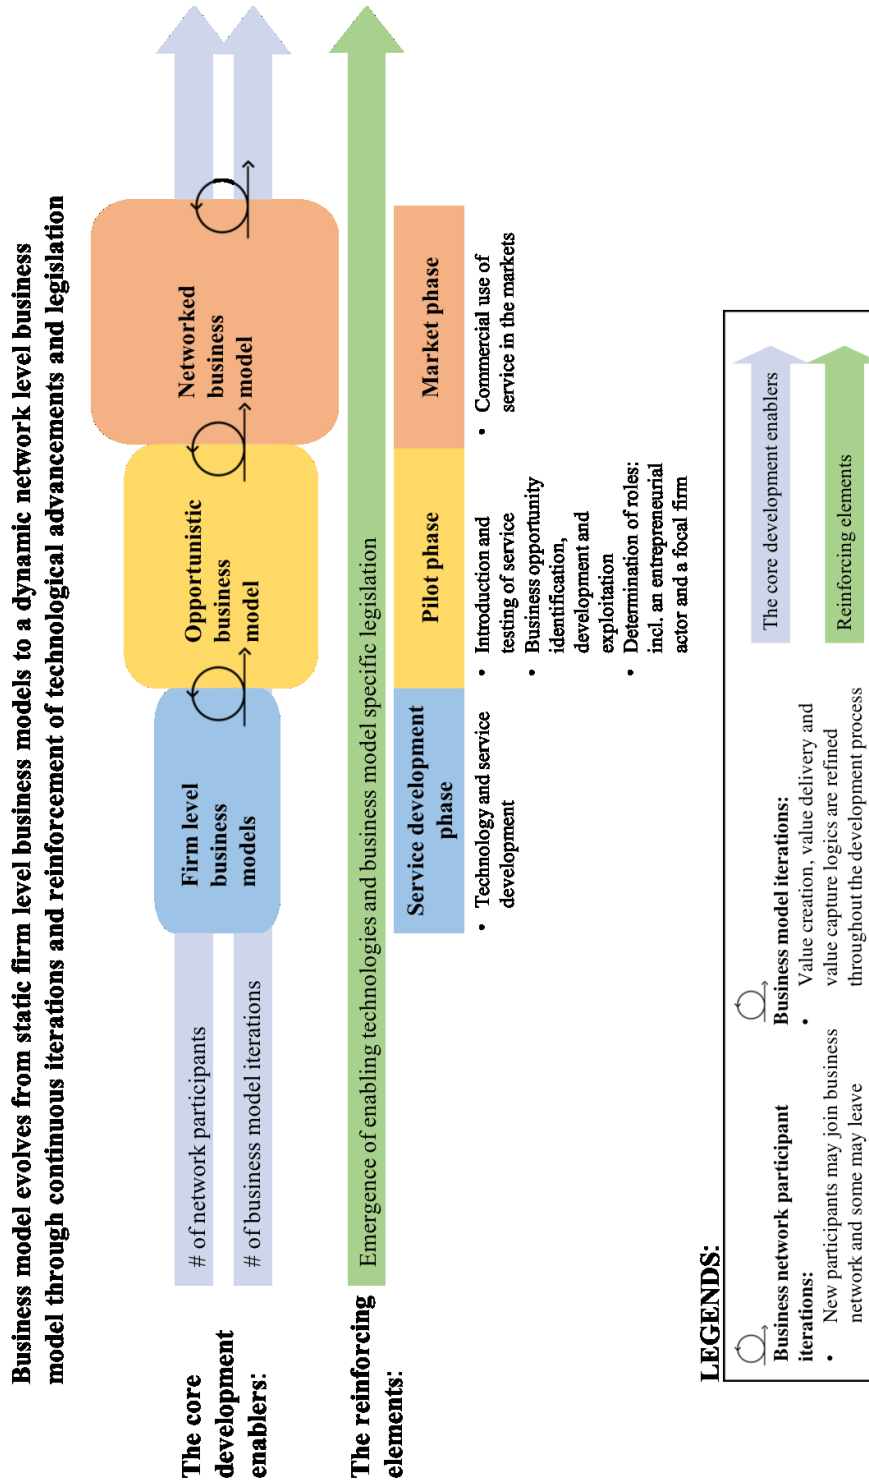 Business model evolves from static firm level business models to a dynamic network level business
model through continuous iterations and reinforcement of technological advancements and legislation
The core
development
enablers:
# of network participants
# of business model iterations
Firm level
business
models
Opportunistic
business
model
Networked
business
model
The reinforcing
elements:
Emergence of enabling technologies and business model specific legislation
Service development
phase
• Technology and service
development
Pilot phase
• Introduction and
testing of service
• Business opportunity
identification,
development and
exploitation
• Determination of roles:
incl. an entrepreneurial
actor and a focal firm
Market phase
• Commercial use of
service in the markets
LEGENDS:
Business network participant
iterations:
• New participants may join business
network and some may leave
Business model iterations:
• Value creation, value delivery and
value capture logics are refined
throughout the development process
The core development enablers
Reinforcing elements